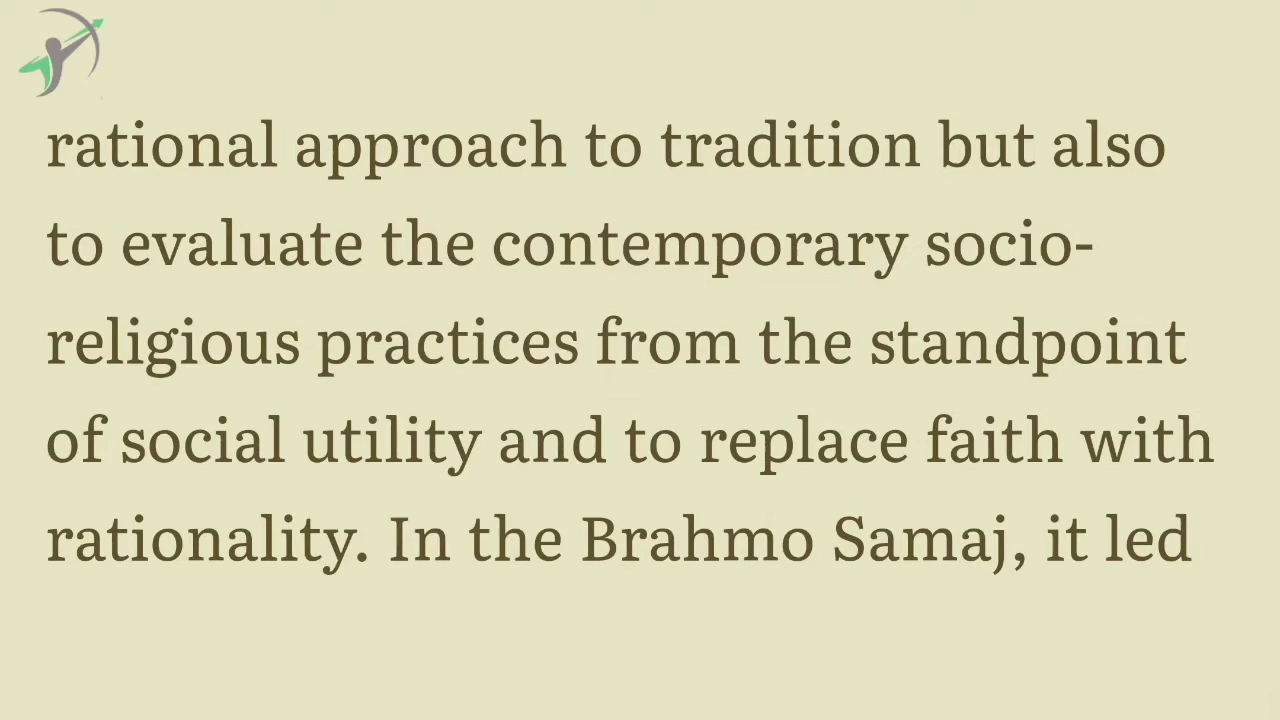 rational approach to tradition but also
to evaluate the contemporary socio-
religious practices from the standpoint
of social utility and to replace faith with
rationality. In the Brahmo Samaj, it led